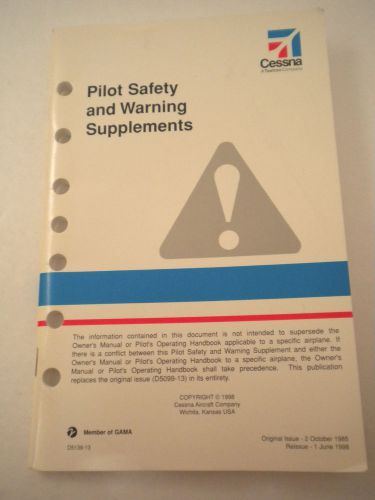 Cessna
A Textron Company
Pilot Safety
and Warning
Supplements
The information contained in this document is not intended to supersede the
Owner's Manual or Pilot's Operating Handbook applicable to a specific airplane. If
there is a conflict between this Pilot Safety and Warning Supplement and either the
Owner's Manual or Pilot's Operating Handbook to a specific airplane, the Owner's
Manual or Pilot's Operating Handbook shall take precedence. This publication
replaces the original issue (D5099-13) in its entirety.
COPYRIGHT © 1998
Cessna Aircraft Company
Wichita, Kansas USA
Member of GAMA
D5139-13
Original Issue - 2 October 1985
Reissue - 1 June 1998